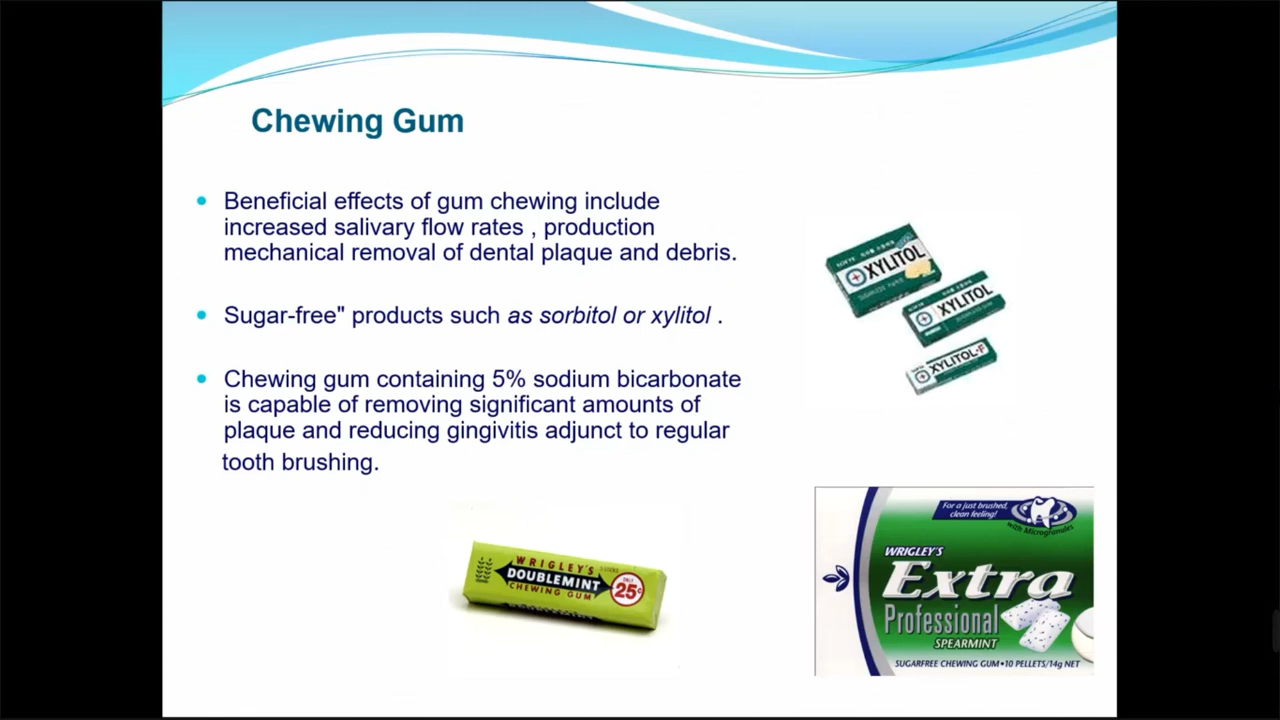 Chewing Gum
Beneficial effects of gum chewing include
increased salivary flow rates , production
mechanical removal of dental plaque and debris.
Sugar-free" products such as sorbitol or xylitol .
Chewing gum containing 5% sodium bicarbonate
is capable of removing significant amounts of
plaque and reducing gingivitis adjunct to regular
tooth brushing.
XYLITOL
XYLITOL
XYLITOL-F
WRIGLEY'S
DOUBLEMINT
CHEWING GUM
25¢
For a just brushed,
clean feeling!
with Microgranules
WRIGLEY'S
Extra
Professional
SPEARMINT
SUGARFREE CHEWING GUM•10 PELLETS/14g NET